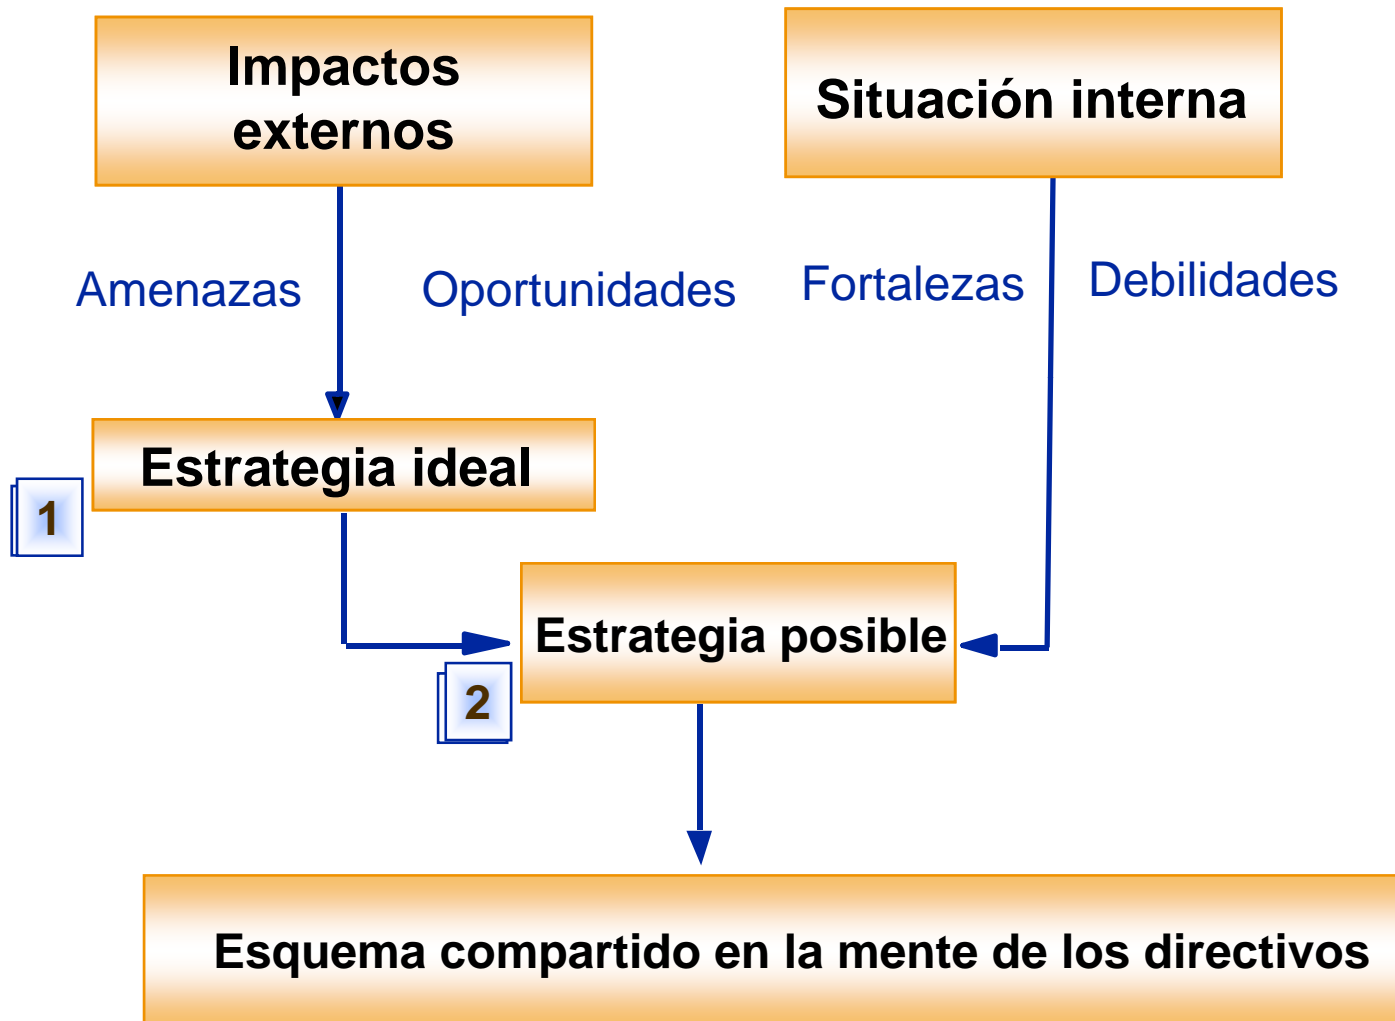 Impactos
externos
Situación interna
Amenazas
Oportunidades
Fortalezas
Debilidades
Estrategia ideal
1
Estrategia posible
2
Esquema compartido en la mente de los directivos